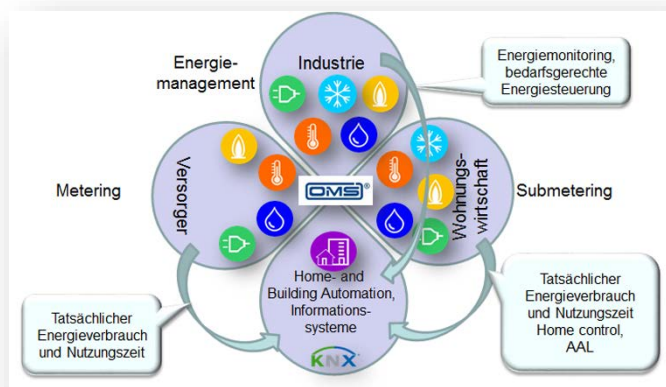 Energie-
management
Industrie
Energiemonitoring,
bedarfsgerechte
Energiesteuerung
Metering
Versorger
OMS®
Wohnungs-
wirtschaft
Submetering
Home- and
Building Automation,
Informations-
systeme
KNX®
Tatsächlicher
Energieverbrauch
und Nutzungszeit
Tatsächlicher
Energieverbrauch
und Nutzungszeit
Home control,
AAL